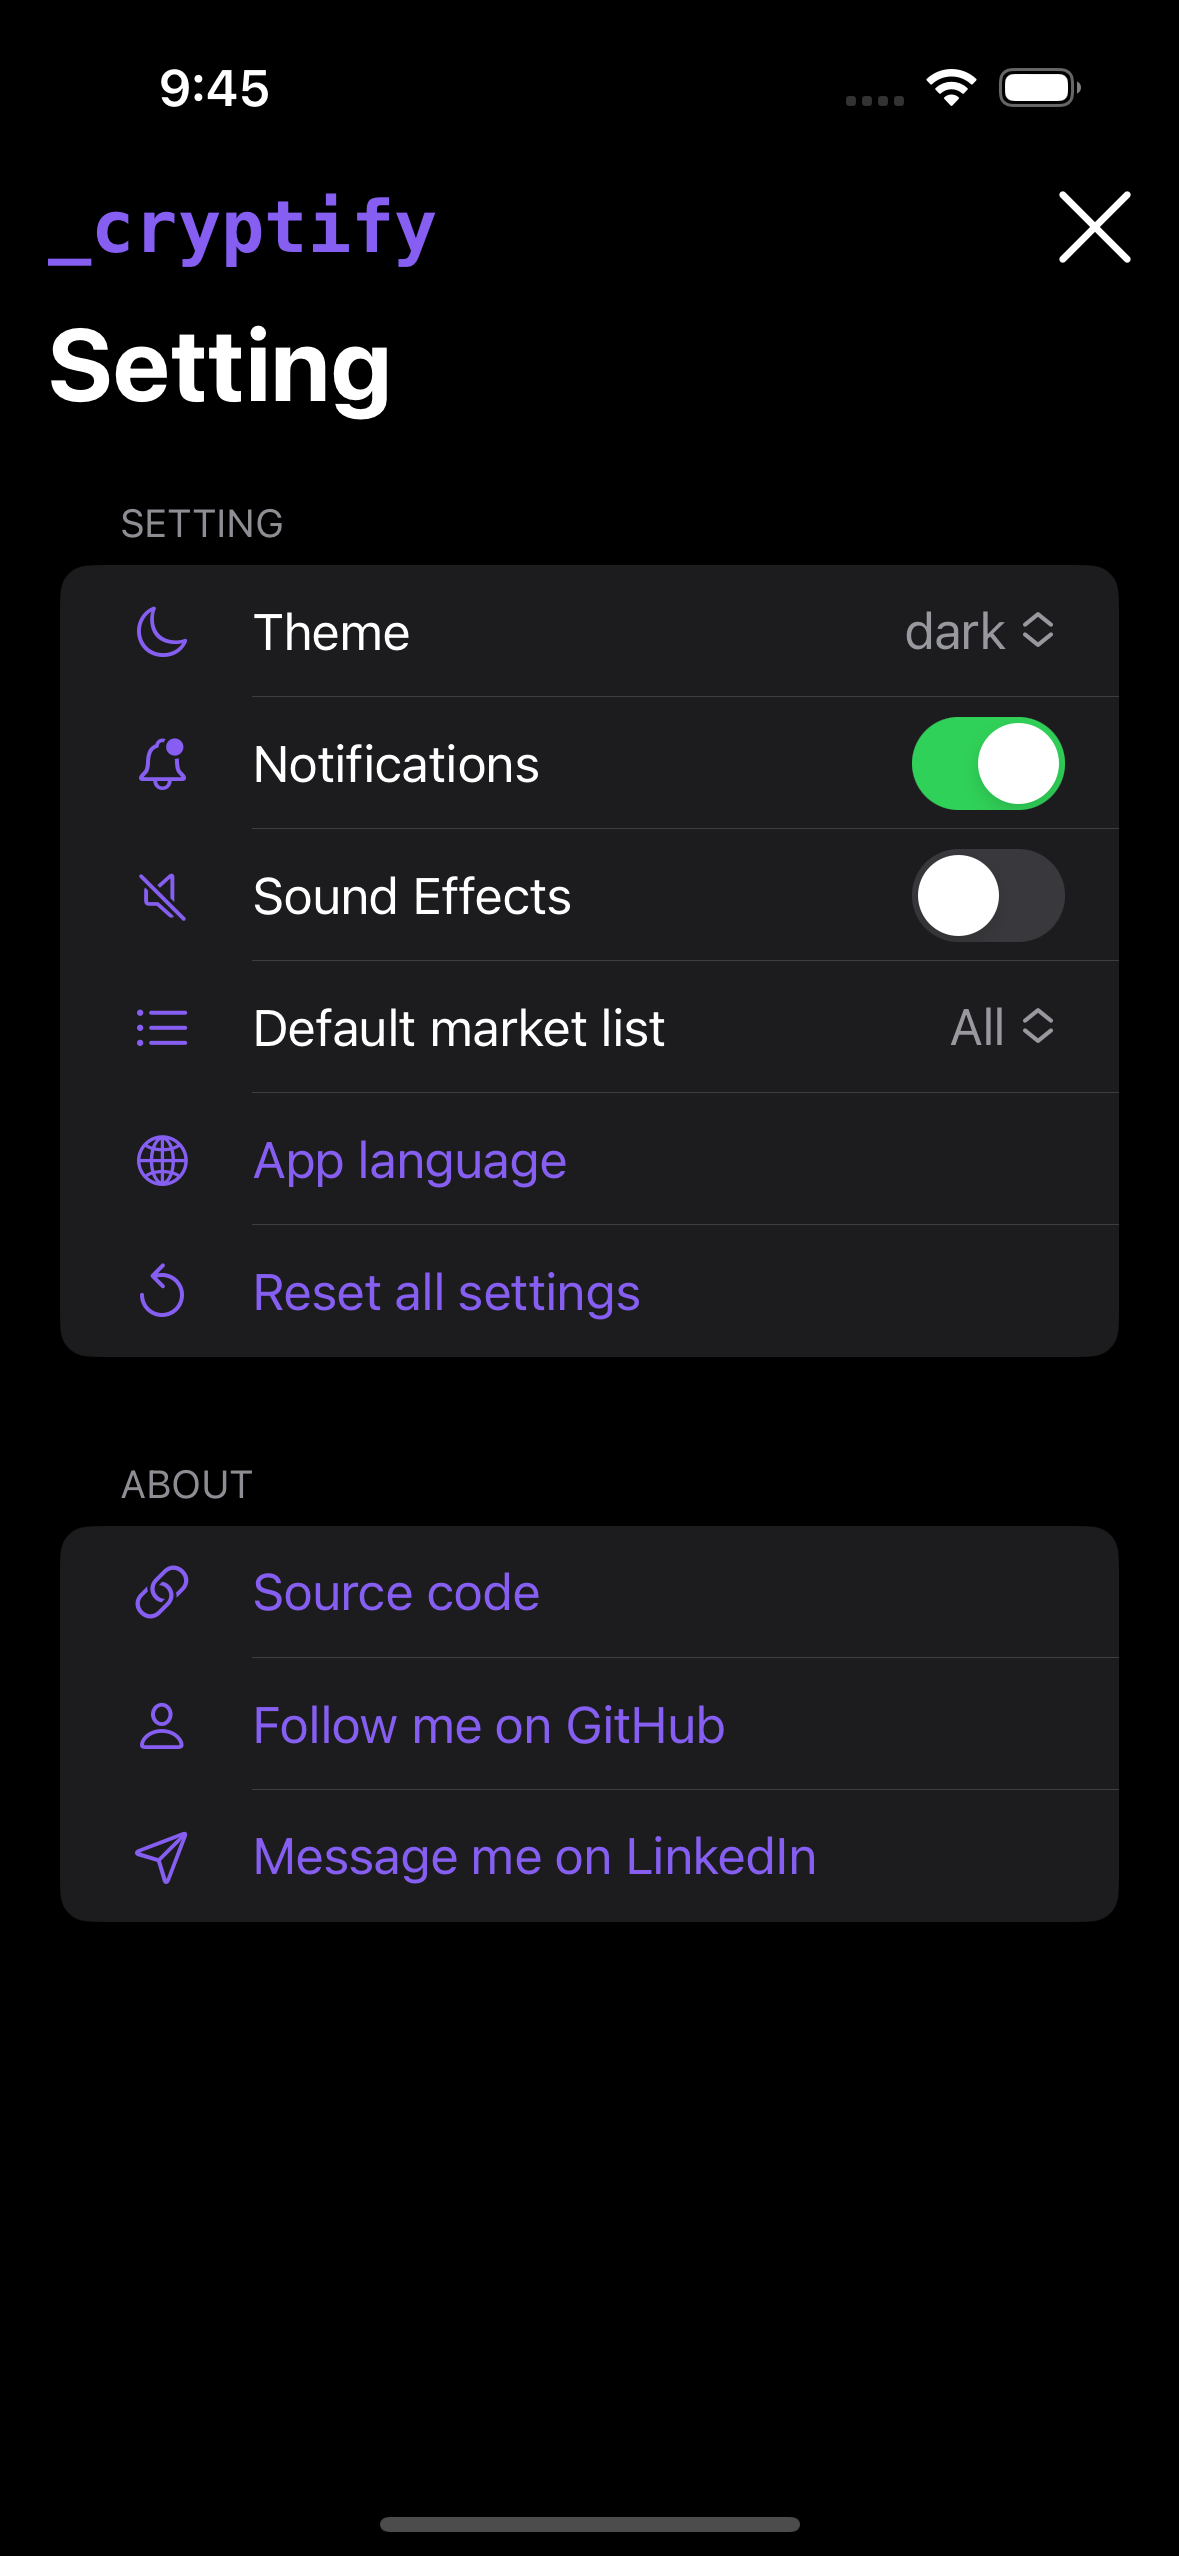 9:45
_cryptify
Setting
SETTING
Theme dark
Notifications
Sound Effects
Default market list All
App language
Reset all settings
ABOUT
Source code
Follow me on GitHub
Message me on LinkedIn